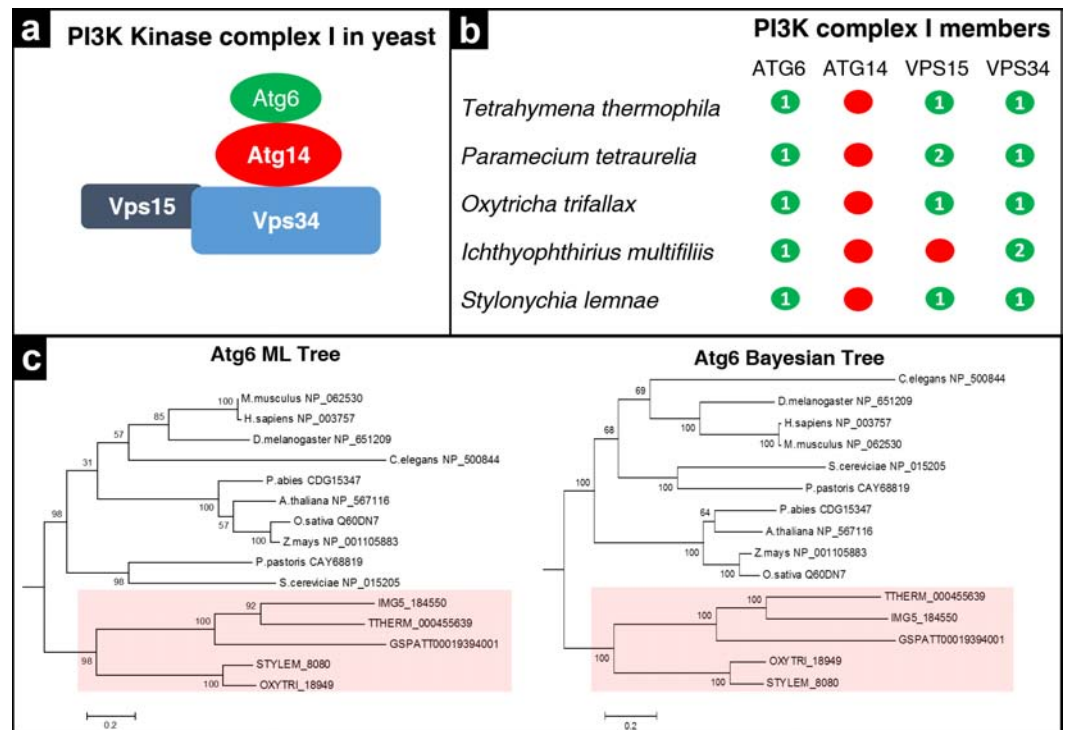 a
PI3K Kinase complex I in yeast
Atg6
Atg14
Vps15
Vps34
b
PI3K complex I members
ATG6 ATG14 VPS15 VPS34
Tetrahymena thermophila 1 1 1
Paramecium tetraurelia 1 2 1
Oxytricha trifallax 1 1 1
Ichthyophthirius multifiliis 1 2
Stylonychia lemnae 1 1 1
c
Atg6 ML Tree
M.musculus NP_062530
100
H.sapiens NP_003757
85
D.melanogaster NP_651209
57
C.elegans NP_500844
31
P.abies CDG15347
100
A.thaliana NP_567116
57
O.sativa Q60DN7
100
Z.mays NP_001105883
98
P.pastoris CAY68819
98
S.cereviciae NP_015205
92
IMG5_184550
100
TTHERM_000455639
GSPATT00019394001
98
STYLEM_8080
100
OXYTRI_18949
0.2
Atg6 Bayesian Tree
C.elegans NP_500844
69
D.melanogaster NP_651209
100
H.sapiens NP_003757
100
M.musculus NP_062530
68
S.cereviciae NP_015205
100
P.pastoris CAY68819
100
P.abies CDG15347
64
A.thaliana NP_567116
100
Z.mays NP_001105883
100
O.sativa Q60DN7
100
TTHERM_000455639
100
IMG5_184550
100
GSPATT00019394001
100
OXYTRI_18949
100
STYLEM_8080
0.2